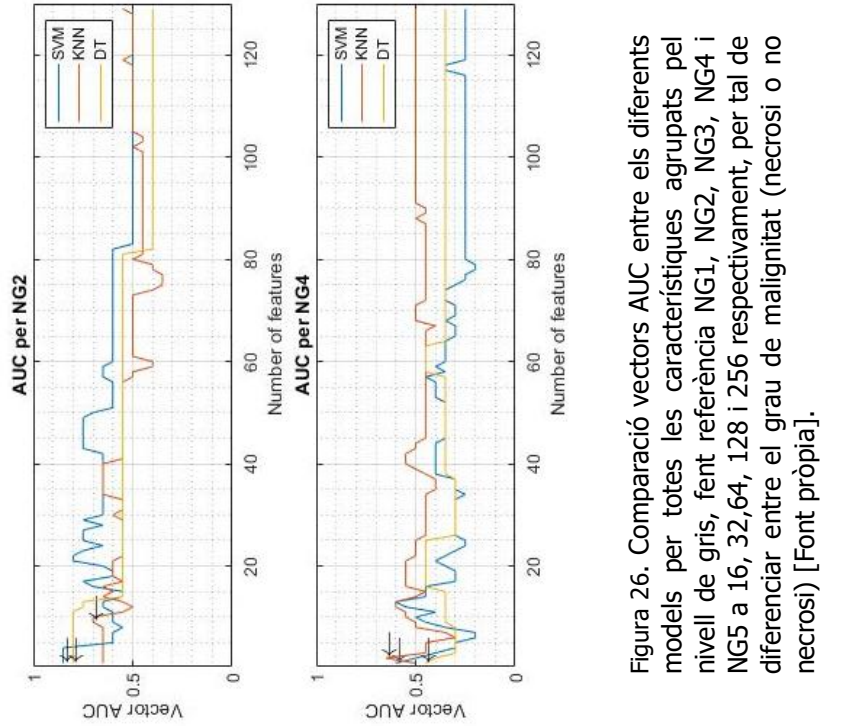 AUC per NG2
1
0.5
0
Vector AUC
20
40
60
80
100
120
Number of features
SVM
KNN
DT
AUC per NG4
1
0.5
0
Vector AUC
20
40
60
80
100
120
Number of features
SVM
KNN
DT
Figura 26. Comparació vectors AUC entre els diferents
models per totes les característiques agrupats pel
nivell de gris, fent referència NG1, NG2, NG3, NG4 i
NG5 a 16, 32,64, 128 i 256 respectivament, per tal de
diferenciar entre el grau de malignitat (necrosi o no
necrosi) [Font pròpia].